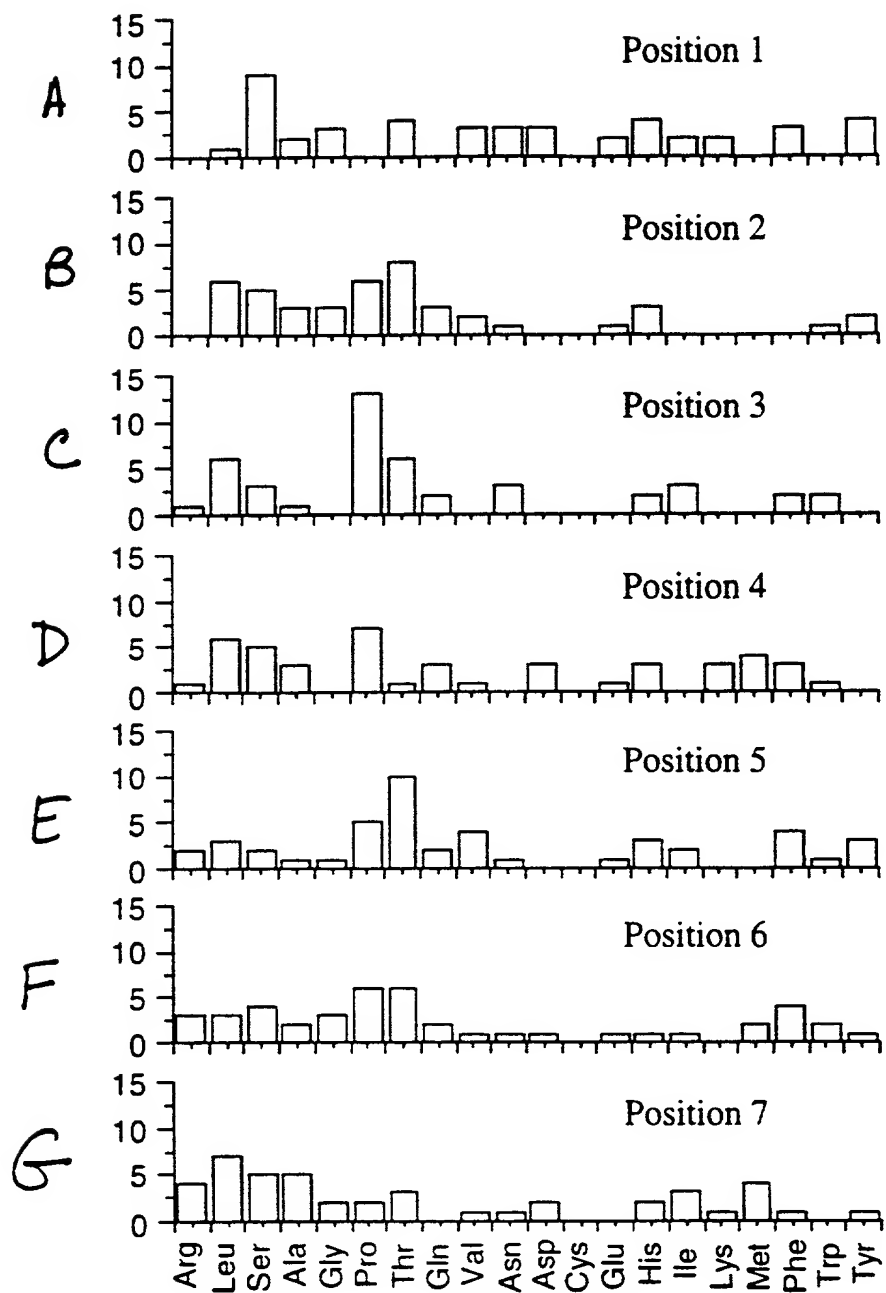 15
Position 1
A
10
5
0
15
Position 2
B
10
5
0
15
Position 3
C
10
5
0
15
Position 4
D
10
5
0
15
Position 5
E
10
5
0
15
Position 6
F
10
5
0
15
Position 7
G
10
5
0
Arg Leu Ser Ala Gly Pro Thr Gln Val Asn Asp Cys Glu His Ile Lys Met Phe Trp Tyr